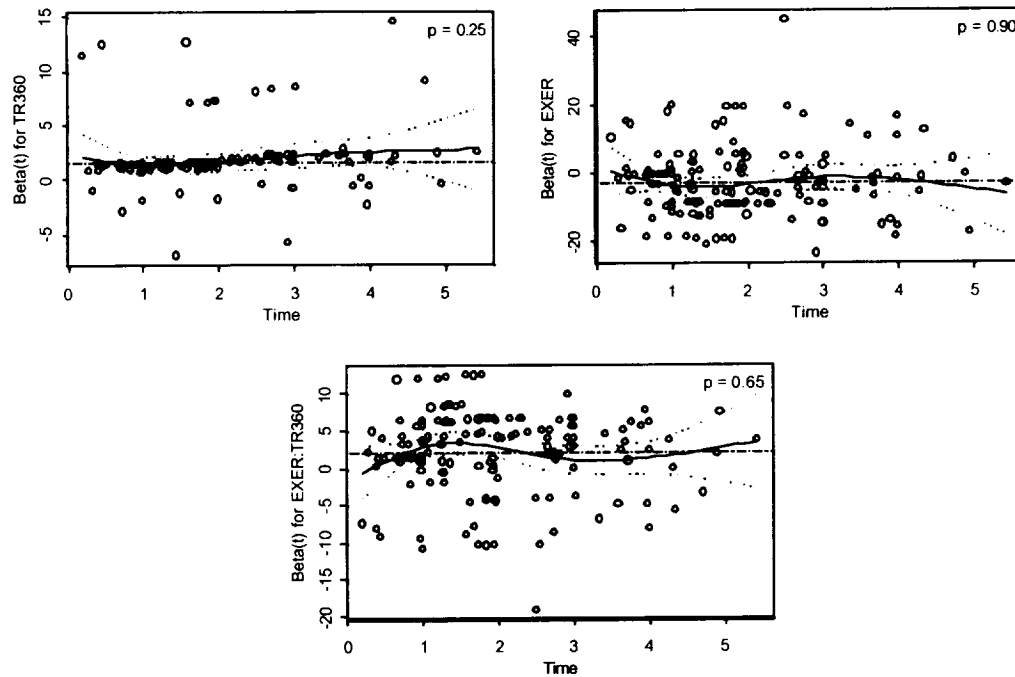 p = 0.25
Beta(t) for TR360
15
10
5
0
-5
0 1 2 3 4 5
Time
p = 0.90
Beta(t) for EXER
40
20
0
-20
0 1 2 3 4 5
Time
p = 0.65
Beta(t) for EXER:TR360
10
5
0
-5
-10
-15
-20
0 1 2 3 4 5
Time